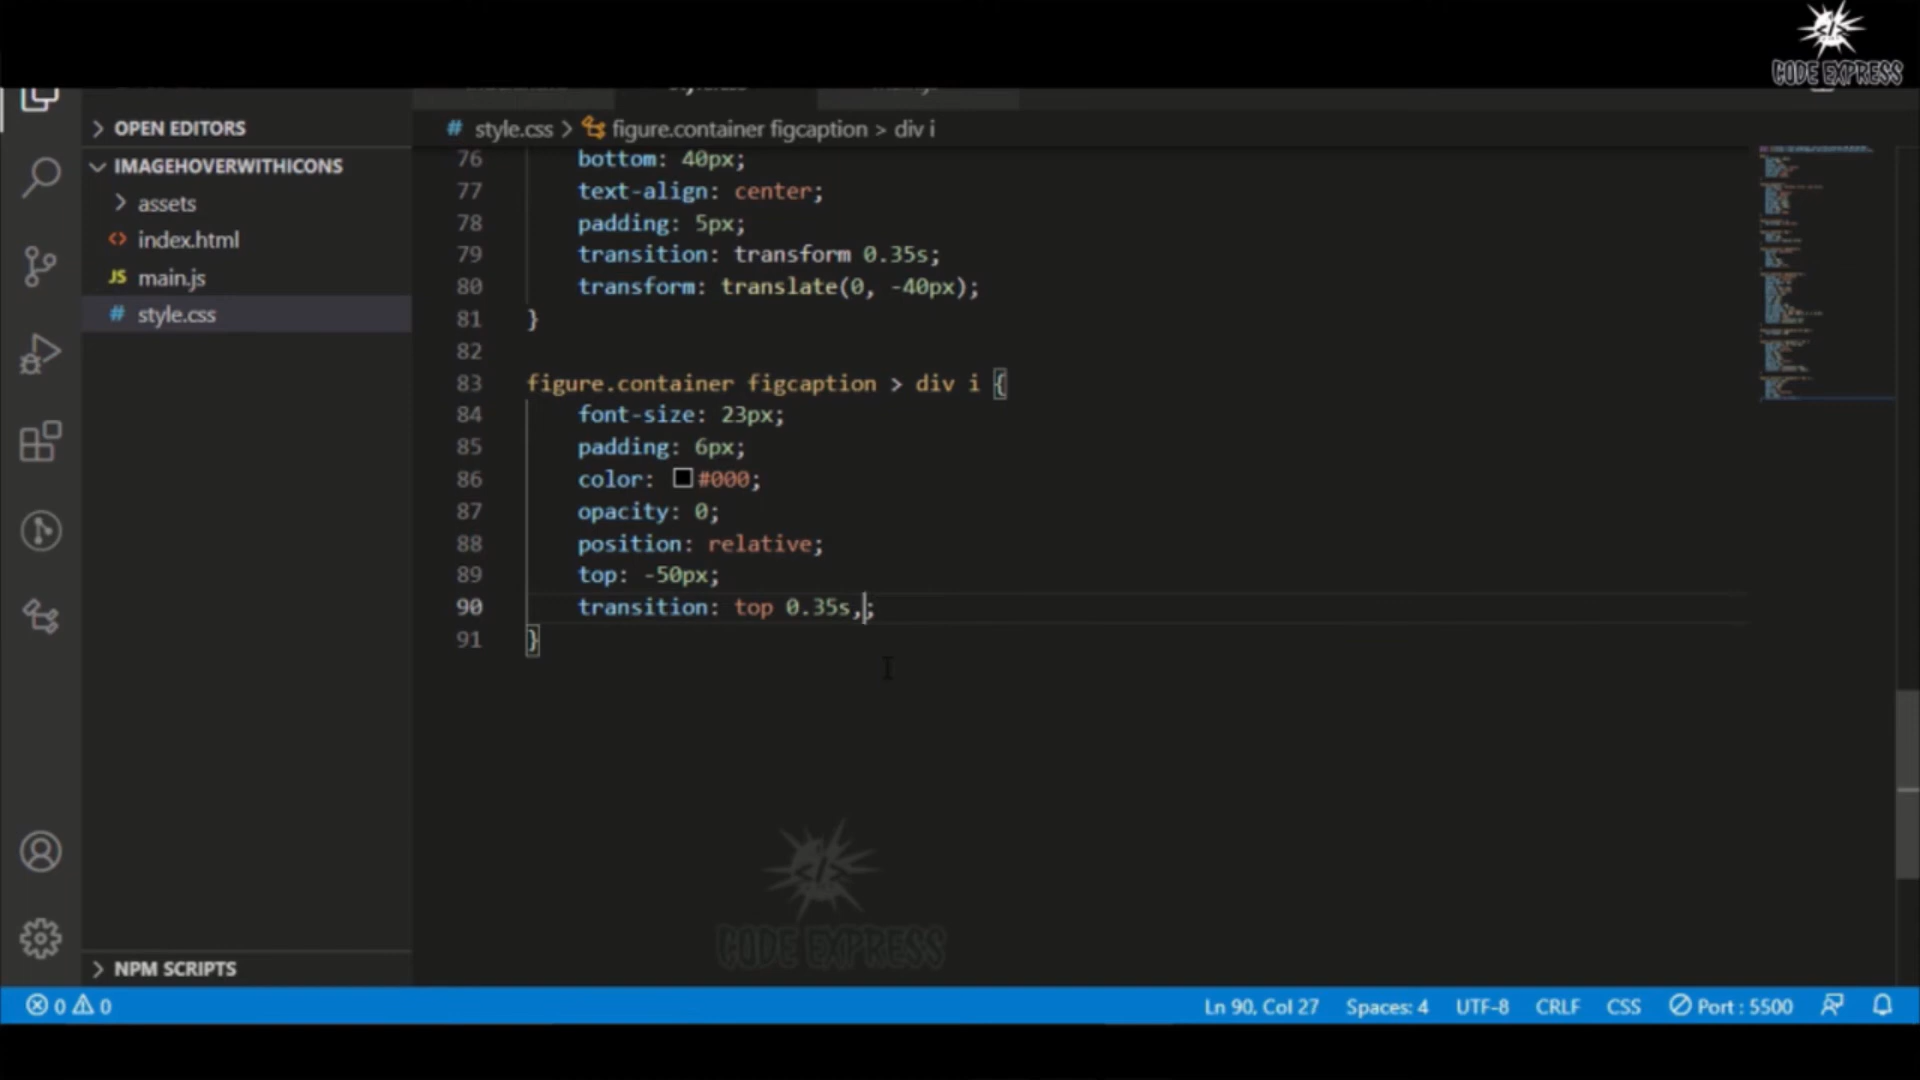 CODE EXPRESS
OPEN EDITORS
IMAGEHOVERWITHICONS
assets
index.html
JS main.js
# style.css
NPM SCRIPTS
# style.css > figure.container figcaption > div i
76 bottom: 40px;
77 text-align: center;
78 padding: 5px;
79 transition: transform 0.35s;
80 transform: translate(0, -40px);
81 }
82
83 figure.container figcaption > div i {
84 font-size: 23px;
85 padding: 6px;
86 color: #000;
87 opacity: 0;
88 position: relative;
89 top: -50px;
90 transition: top 0.35s,;
91 }
CODE EXPRESS
0 0 Ln 90, Col 27 Spaces: 4 UTF-8 CRLF CSS Port : 5500